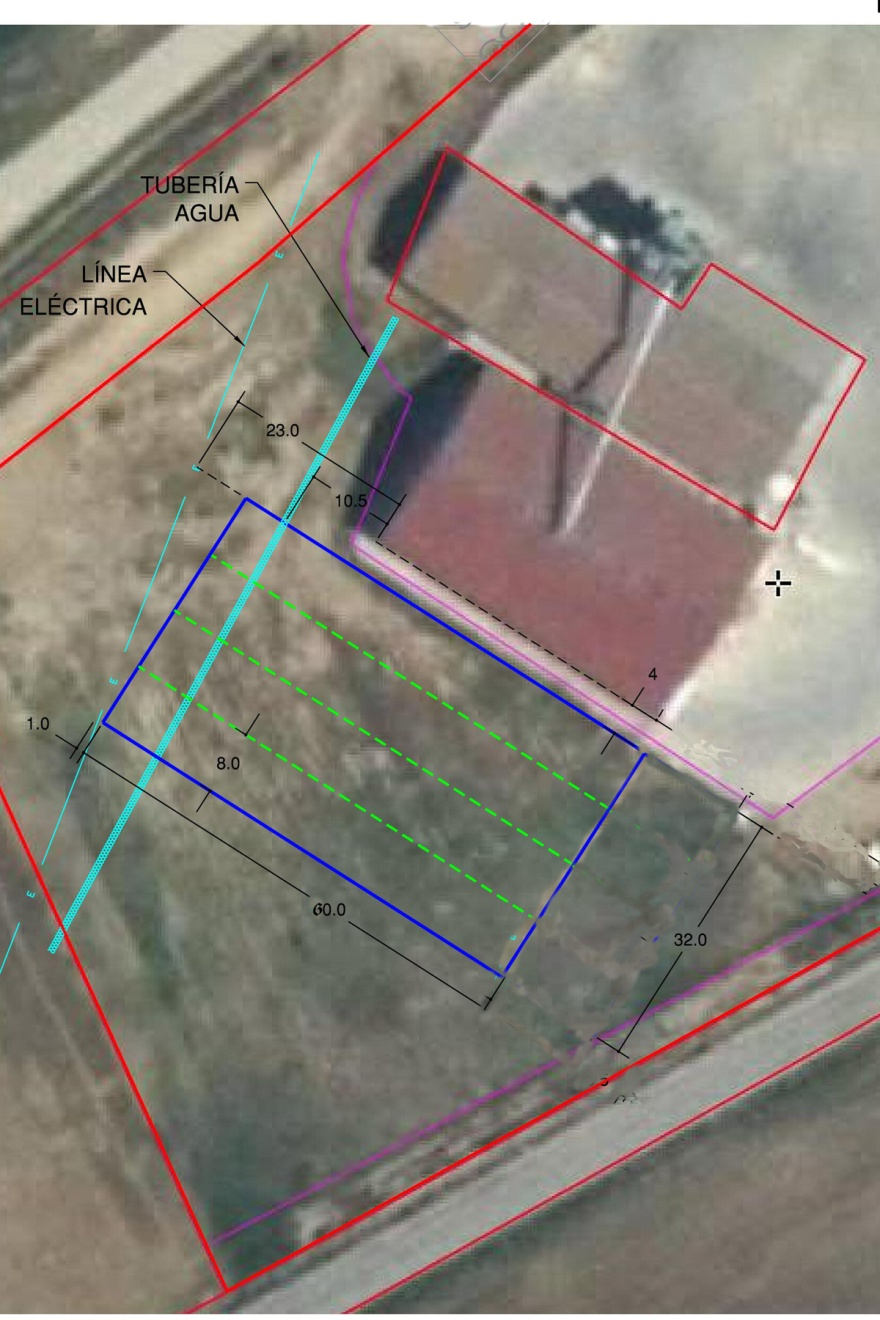 TUBERÍA
AGUA
LÍNEA
ELÉCTRICA
E
23.0
E
10.5
4
E
1.0
8.0
E
60.0
32.0